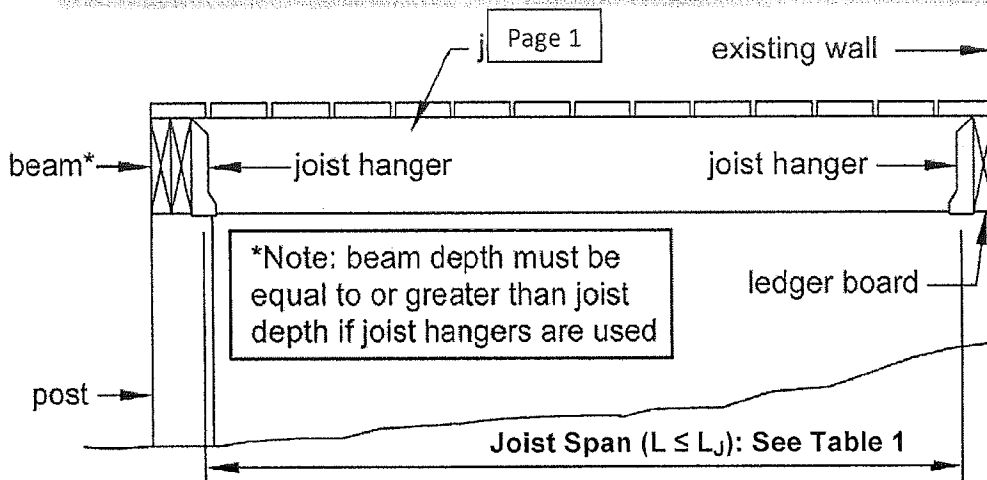 j
Page 1
existing wall
beam*
joist hanger
joist hanger
*Note: beam depth must be
equal to or greater than joist
depth if joist hangers are used
ledger board
post
Joist Span (L ≤ LJ): See Table 1